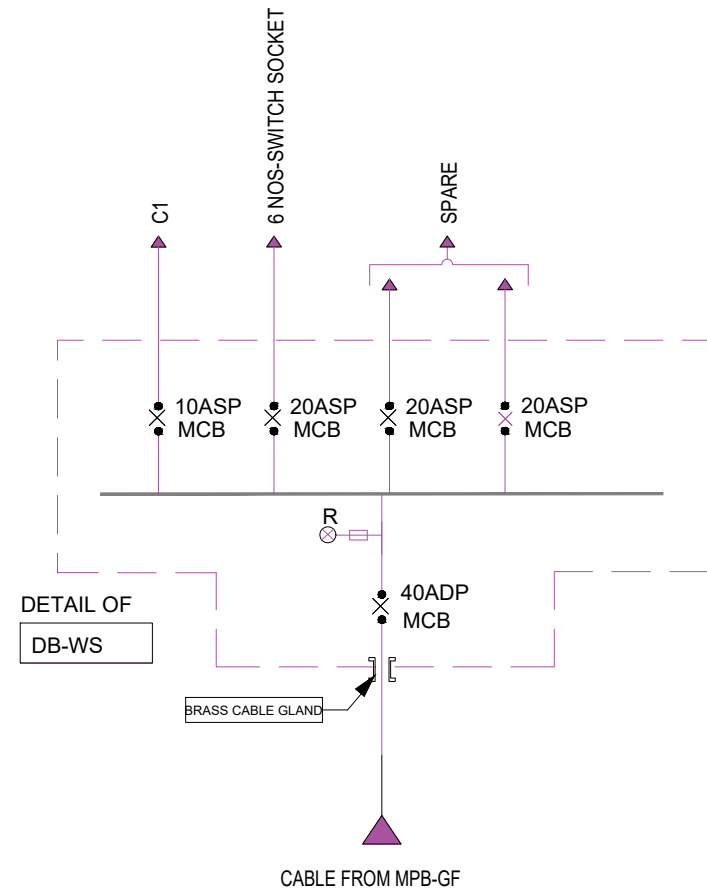 C1
6 NOS-SWITCH SOCKET
SPARE
10ASP
MCB
20ASP
MCB
20ASP
MCB
20ASP
MCB
R
40ADP
MCB
DETAIL OF
DB-WS
BRASS CABLE GLAND
CABLE FROM MPB-GF